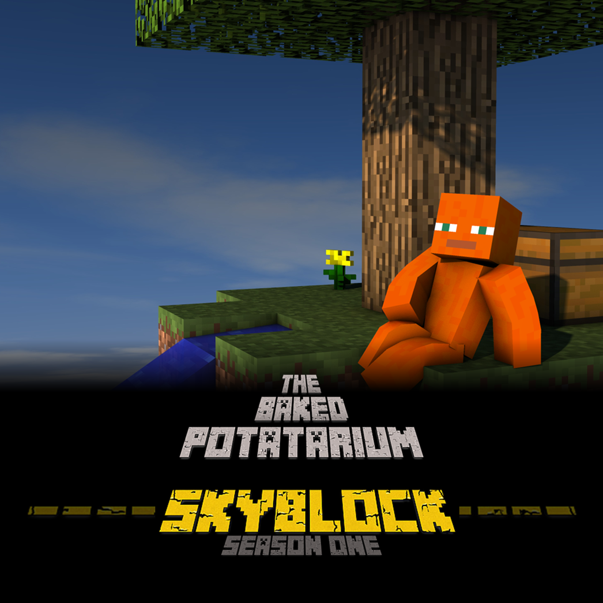 THE
BAKED
POTATARIUM
SKYBLOCK
SEASON ONE